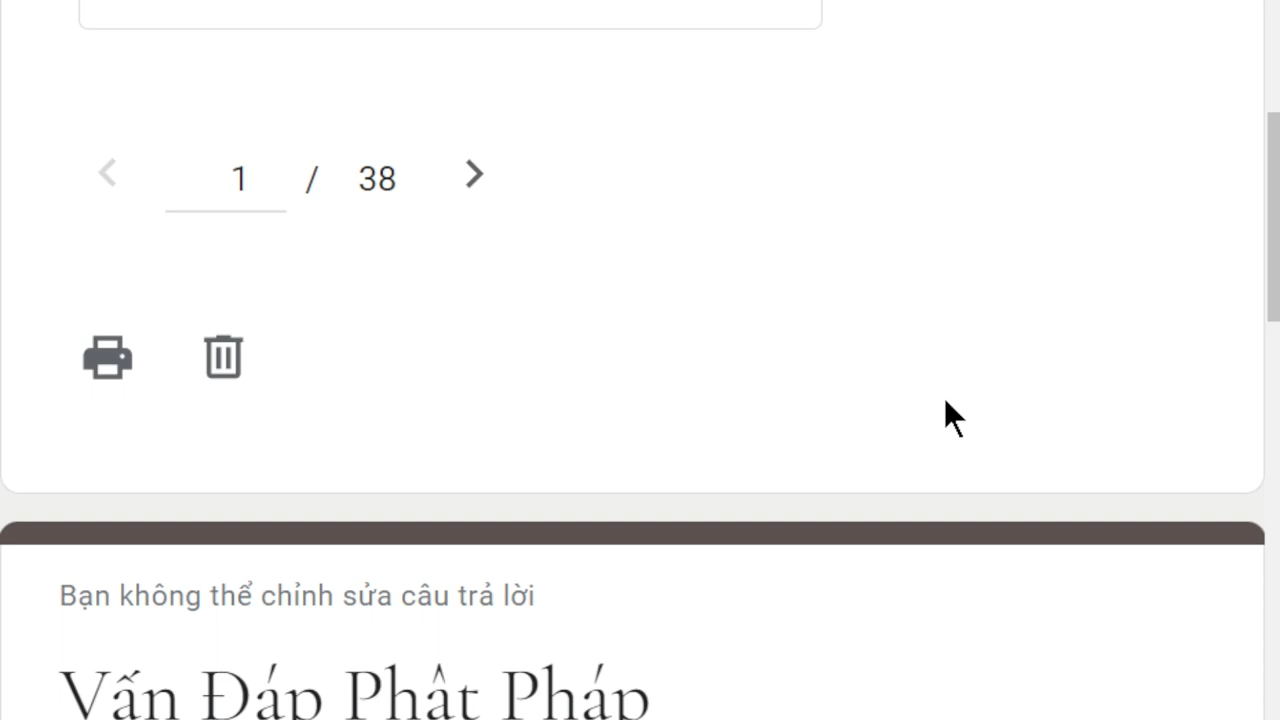 1 / 38
Bạn không thể chỉnh sửa câu trả lời
Vấn Đáp Phật Pháp